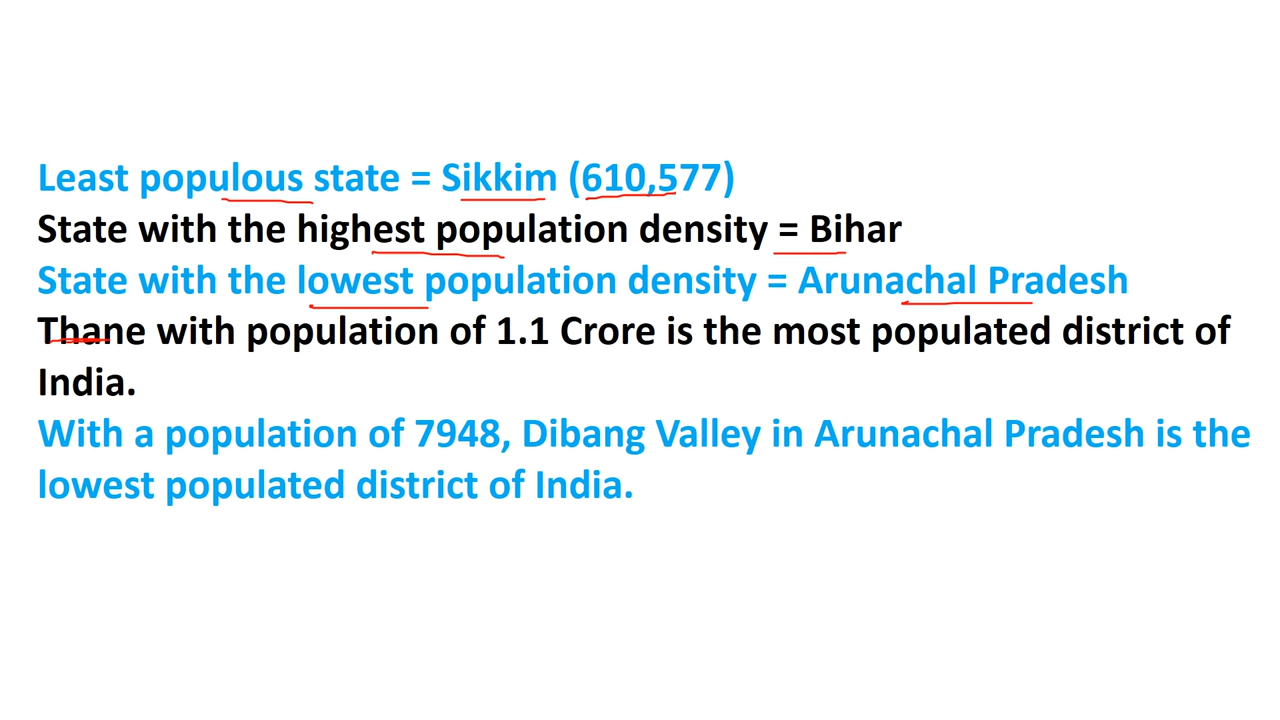 Least populous state = Sikkim (610,577)
State with the highest population density = Bihar
State with the lowest population density = Arunachal Pradesh
Thane with population of 1.1 Crore is the most populated district of
India.
With a population of 7948, Dibang Valley in Arunachal Pradesh is the
lowest populated district of India.